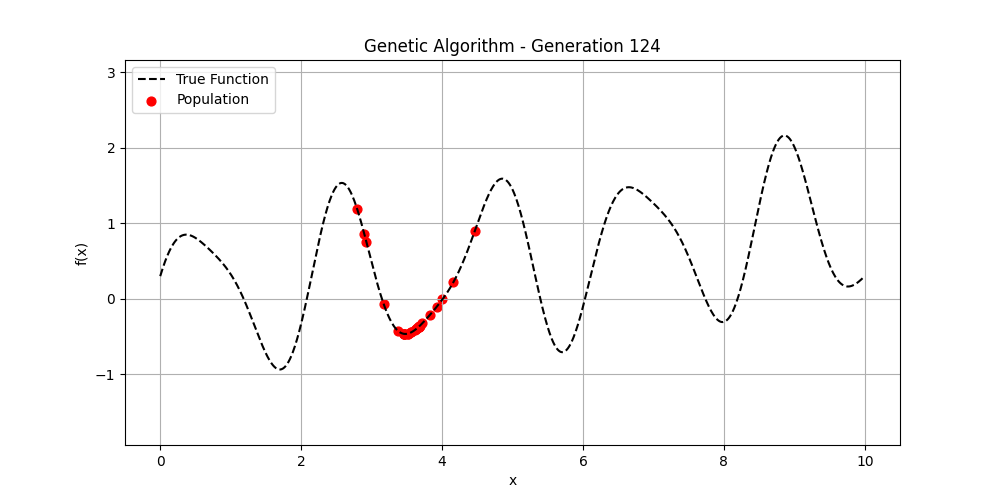 Genetic Algorithm - Generation 124
True Function
Population
3
2
1
0
−1
f(x)
0 2 4 6 8 10
x